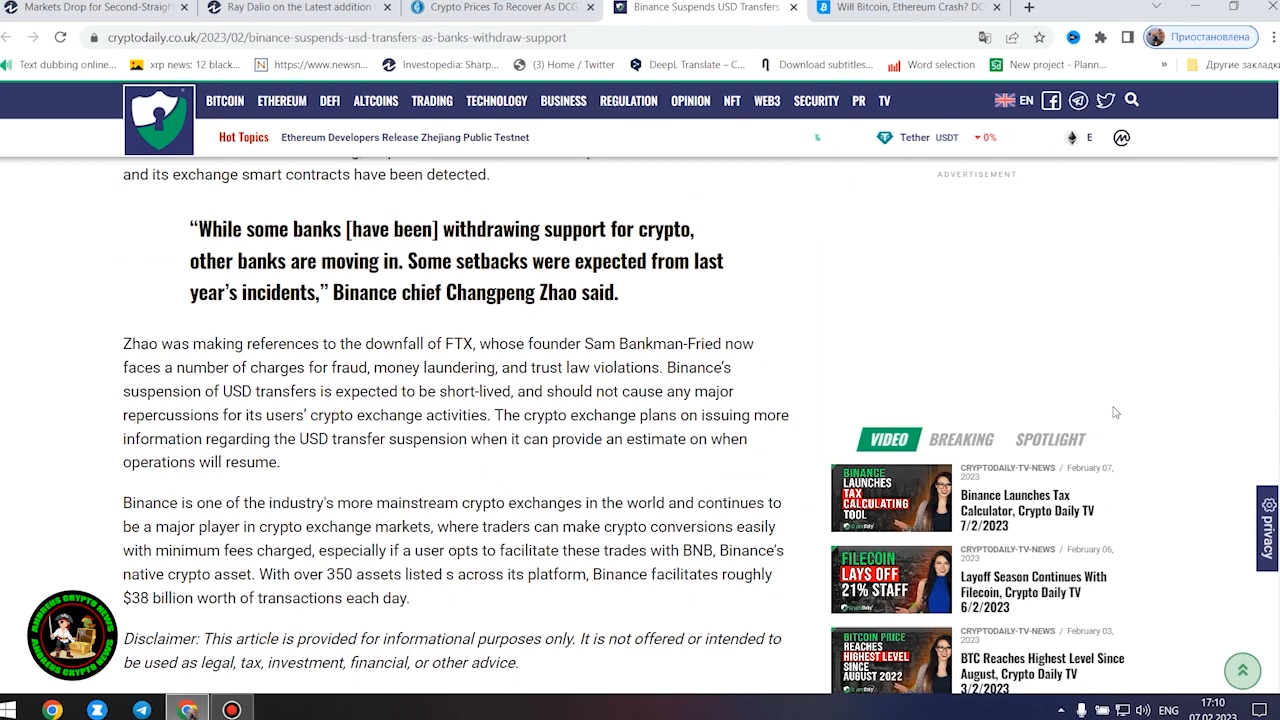 Markets Drop for Second-Straigh
Ray Dalio on the Latest addition
Crypto Prices To Recover As DCG
Binance Suspends USD Transfers
Will Bitcoin, Ethereum Crash? DC
cryptodaily.co.uk/2023/02/binance-suspends-usd-transfers-as-banks-withdraw-support
Приостановлена
Text dubbing online...
xrp news: 12 black...
https://www.newsn...
Investopedia: Sharp...
(3) Home / Twitter
DeepL Translate – C...
Download subtitles...
Word selection
New project - Plann...
»
Другие закладки
BITCOIN ETHEREUM DEFI ALTCOINS TRADING TECHNOLOGY BUSINESS REGULATION OPINION NFT WEB3 SECURITY PR TV
EN
Hot Topics Ethereum Developers Release Zhejiang Public Testnet
Tether USDT ▾ 0%
E
and its exchange smart contracts have been detected.
ADVERTISEMENT
“While some banks [have been] withdrawing support for crypto,
other banks are moving in. Some setbacks were expected from last
year’s incidents,” Binance chief Changpeng Zhao said.
Zhao was making references to the downfall of FTX, whose founder Sam Bankman-Fried now
faces a number of charges for fraud, money laundering, and trust law violations. Binance’s
suspension of USD transfers is expected to be short-lived, and should not cause any major
repercussions for its users’ crypto exchange activities. The crypto exchange plans on issuing more
information regarding the USD transfer suspension when it can provide an estimate on when
operations will resume.
Binance is one of the industry's more mainstream crypto exchanges in the world and continues to
be a major player in crypto exchange markets, where traders can make crypto conversions easily
with minimum fees charged, especially if a user opts to facilitate these trades with BNB, Binance's
native crypto asset. With over 350 assets listed s across its platform, Binance facilitates roughly
$38 billion worth of transactions each day.
Disclaimer: This article is provided for informational purposes only. It is not offered or intended to
be used as legal, tax, investment, financial, or other advice.
VIDEO BREAKING SPOTLIGHT
BINANCE
LAUNCHES
TAX
CALCULATING
TOOL
CRYPTODAILY-TV-NEWS / February 07,
2023
Binance Launches Tax
Calculator, Crypto Daily TV
7/2/2023
FILECOIN
LAYS OFF
21% STAFF
CRYPTODAILY-TV-NEWS / February 06,
2023
Layoff Season Continues With
Filecoin, Crypto Daily TV
6/2/2023
BITCOIN PRICE
REACHES
HIGHEST LEVEL
SINCE
AUGUST 2022
CRYPTODAILY-TV-NEWS / February 03,
2023
BTC Reaches Highest Level Since
August, Crypto Daily TV
3/2/2023
privacy
ANDREUS CRYPTO NEWS
ANDREUS CRYPTO NEWS
ENG
17:10
07.02.2023